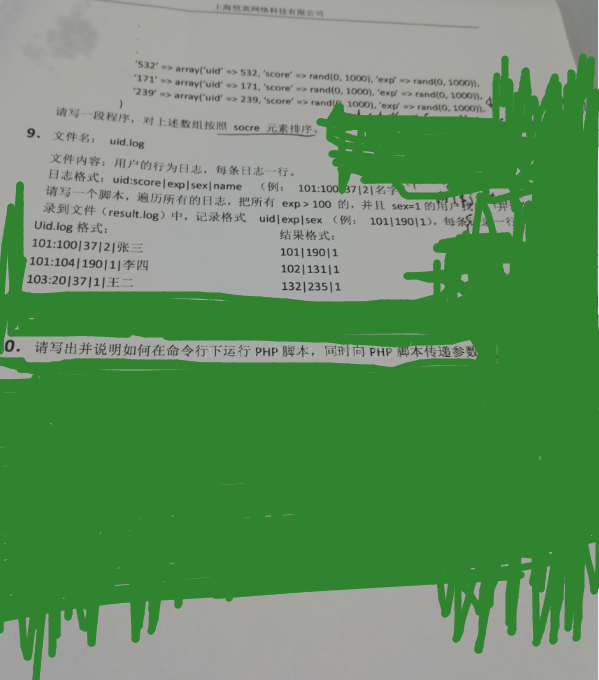 上海恺英网络科技有限公司
'532' => array('uid' => 532, 'score' => rand(0, 1000), 'exp' => rand(0, 1000)),
'171' => array('uid' => 171, 'score' => rand(0, 1000), 'exp' => rand(0, 1000)),
'239' => array('uid' => 239, 'score' => rand(0, 1000), 'exp' => rand(0, 1000)),
)
请写一段程序，对上述数组按照 socre 元素排序。
9. 文件名： uid.log
文件内容：用户的行为日志，每条日志一行。
日志格式：uid:score|exp|sex|name （例： 101:100|37|2|名字
请写一个脚本，遍历所有的日志，把所有 exp＞100 的，并且 sex=1 的用户
录到文件（result.log）中，记录格式 uid|exp|sex （例： 101|190|1），每条 一行
Uid.log 格式： 结果格式：
101:100|37|2|张三 101|190|1
101:104|190|1|李四 102|131|1
103:20|37|1|王二 132|235|1
0. 请写出并说明如何在命令行下运行 PHP 脚本，同时向 PHP 脚本传递参数